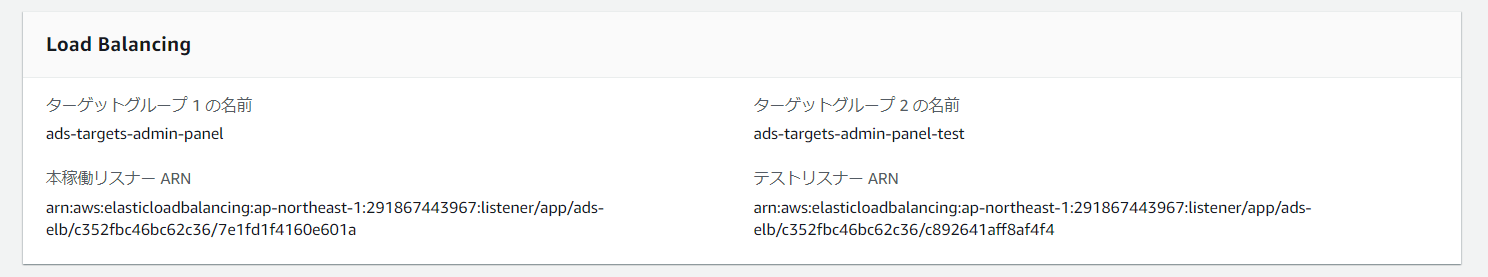 Load Balancing
ターゲットグループ 1 の名前
ads-targets-admin-panel
ターゲットグループ 2 の名前
ads-targets-admin-panel-test
本稼働リスナー ARN
arn:aws:elasticloadbalancing:ap-northeast-1:291867443967:listener/app/ads-
elb/c352fbc46bc62c36/7e1fd1f4160e601a
テストリスナー ARN
arn:aws:elasticloadbalancing:ap-northeast-1:291867443967:listener/app/ads-
elb/c352fbc46bc62c36/c892641aff8af4f4